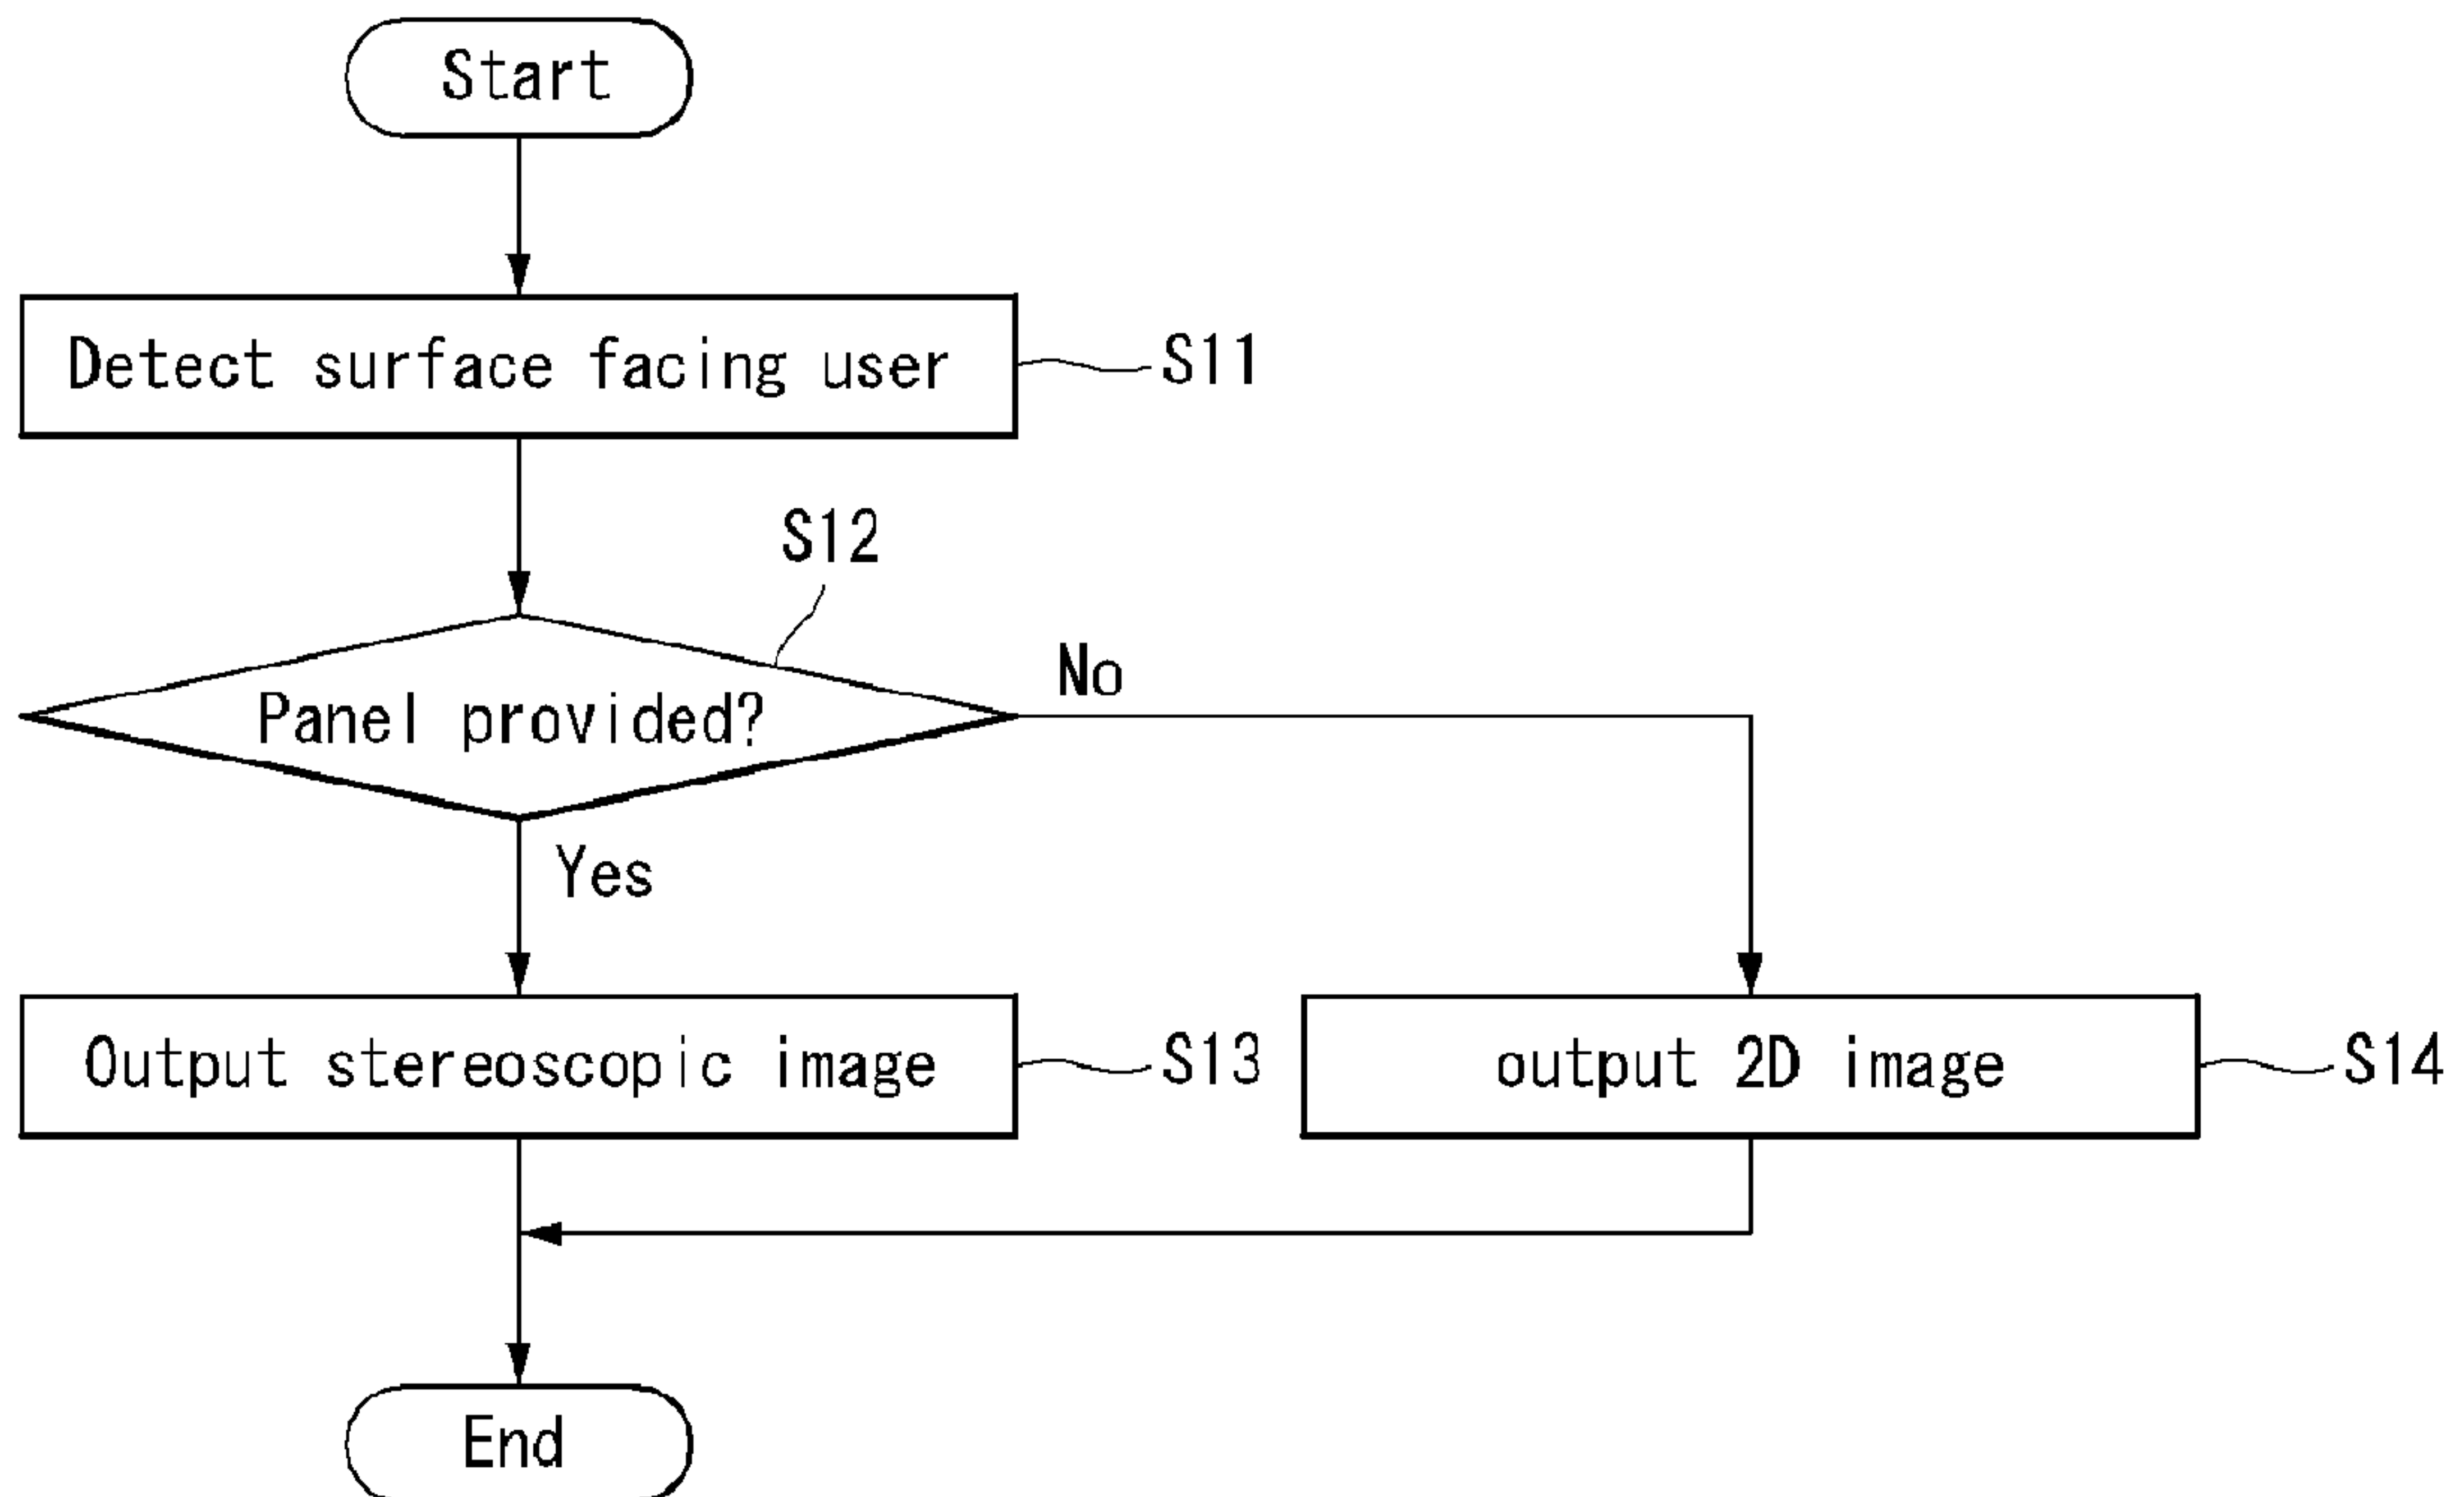 Start
Detect surface facing user
S11
S12
Panel provided?
No
Yes
Output stereoscopic image
S13
output 2D image
S14
End